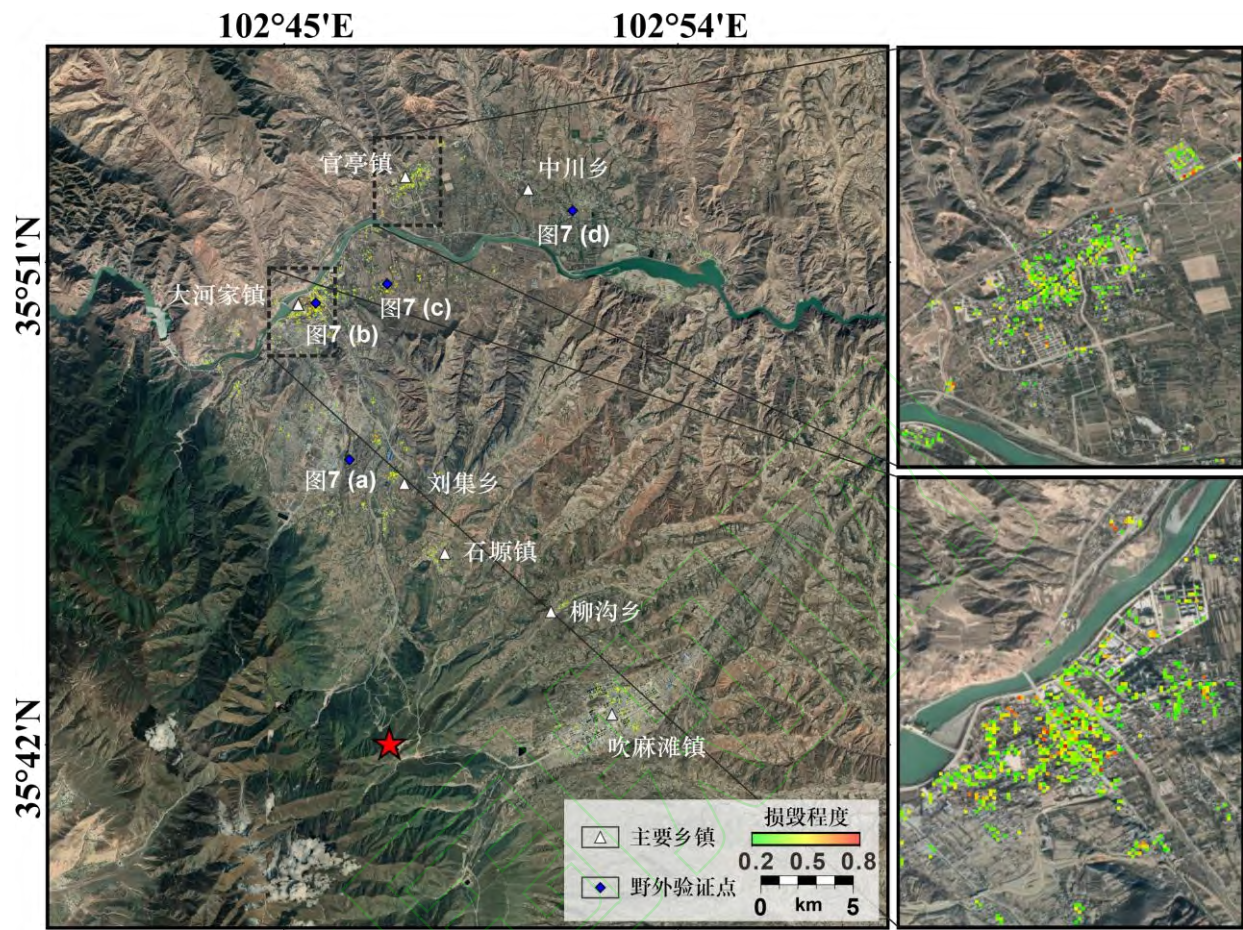 102°45'E
102°54'E
35°51'N
35°42'N
官亭镇
中川乡
图7 (d)
大河家镇
图7 (c)
图7 (b)
图7 (a)
刘集乡
石塬镇
柳沟乡
吹麻滩镇
主要乡镇
野外验证点
损毁程度
0.2 0.5 0.8
0 km 5